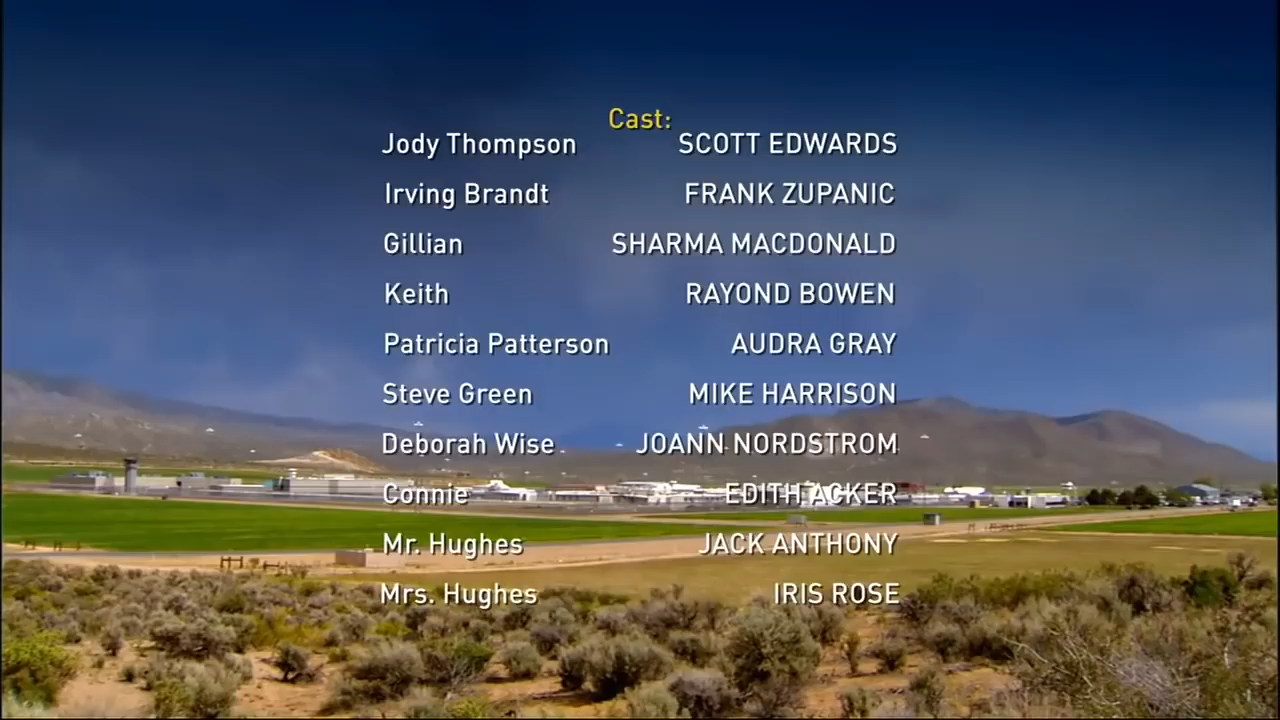 Cast:
Jody Thompson SCOTT EDWARDS
Irving Brandt FRANK ZUPANIC
Gillian SHARMA MACDONALD
Keith RAYOND BOWEN
Patricia Patterson AUDRA GRAY
Steve Green MIKE HARRISON
Deborah Wise JOANN NORDSTROM
Connie EDITH ACKER
Mr. Hughes JACK ANTHONY
Mrs. Hughes IRIS ROSE